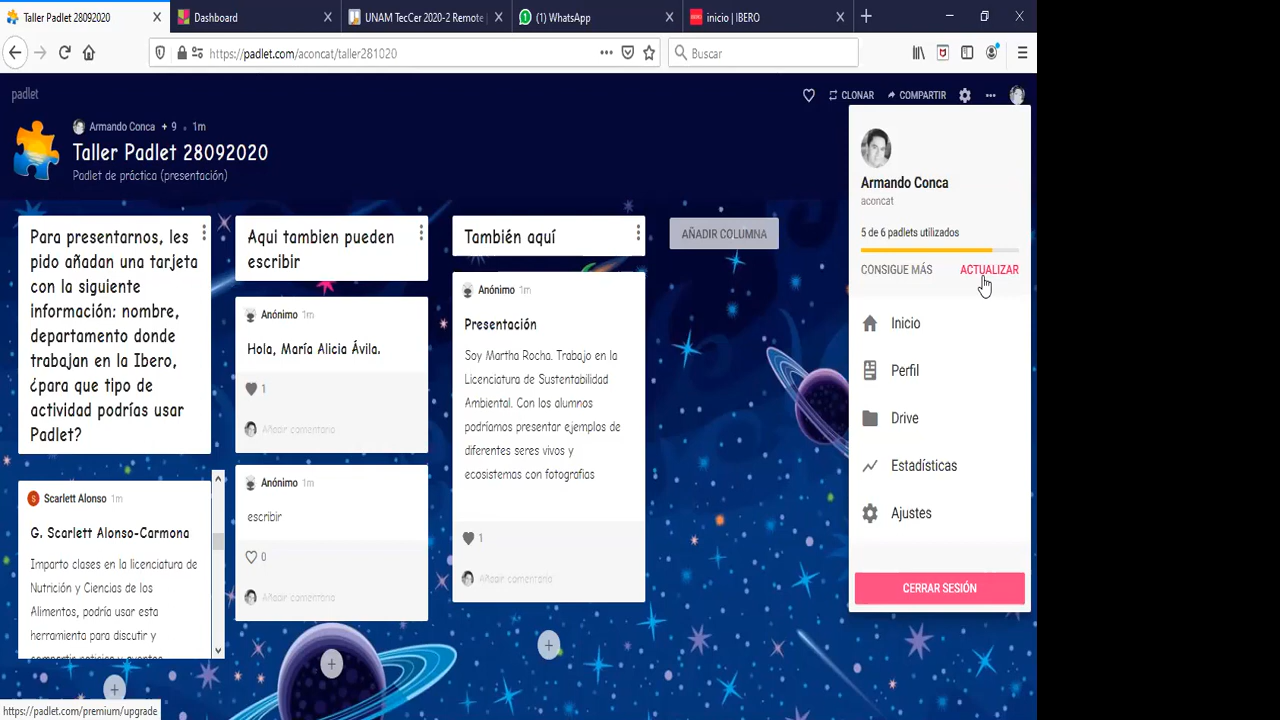 Taller Padlet 28092020
Dashboard
UNAM TecCer 2020-2 Remote
(1) WhatsApp
inicio | IBERO
https://padlet.com/aconcat/taller281020
Buscar
padlet
CLONAR
COMPARTIR
Armando Conca + 9 • 1m
Taller Padlet 28092020
Padlet de práctica (presentación)
Para presentarnos, les
pido añadan una tarjeta
con la siguiente
información: nombre,
departamento donde
trabajan en la Ibero,
¿para que tipo de
actividad podrías usar
Padlet?
Scarlett Alonso 1m
G. Scarlett Alonso-Carmona
Imparto clases en la licenciatura de
Nutrición y Ciencias de los
Alimentos, podría usar esta
herramienta para discutir y
compartir noticias y eventos
Aqui tambien pueden
escribir
Anónimo 1m
Hola, María Alicia Ávila.
1
Añadir comentario
Anónimo 1m
escribir
0
Añadir comentario
También aquí
Anónimo 1m
Presentación
Soy Martha Rocha. Trabajo en la
Licenciatura de Sustentabilidad
Ambiental. Con los alumnos
podríamos presentar ejemplos de
diferentes seres vivos y
ecosistemas con fotografías
1
Añadir comentario
AÑADIR COLUMNA
Armando Conca
aconcat
5 de 6 padlets utilizados
CONSIGUE MÁS
ACTUALIZAR
Inicio
Perfil
Drive
Estadísticas
Ajustes
CERRAR SESIÓN
https://padlet.com/premium/upgrade